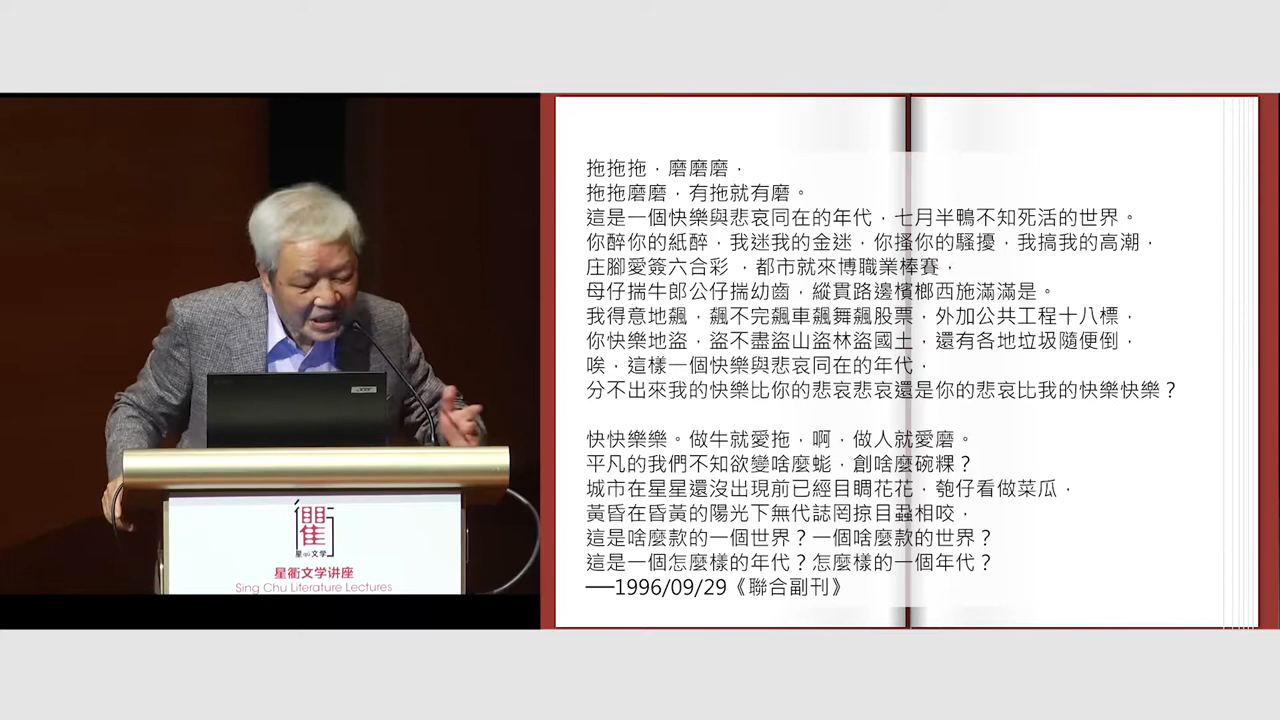 拖拖拖，磨磨磨，
拖拖磨磨，有拖就有磨。
這是一個快樂與悲哀同在的年代，七月半鴨不知死活的世界。
你醉你的紙醉，我迷我的金迷，你搔你的騷擾，我搞我的高潮，
庄腳愛簽六合彩 ，都市就來博職業棒賽，
母仔揣牛郎公仔揣幼齒，縱貫路邊檳榔西施滿滿是。
我得意地飆，飆不完飆車飆舞飆股票，外加公共工程十八標，
你快樂地盜，盜不盡盜山盜林盜國土，還有各地垃圾隨便倒，
唉，這樣一個快樂與悲哀同在的年代，
分不出來我的快樂比你的悲哀悲哀還是你的悲哀比我的快樂快樂？
快快樂樂。做牛就愛拖，啊，做人就愛磨。
平凡的我們不知欲變啥麼蚯，創啥麼碗粿？
城市在星星還沒出現前已經目睭花花，匏仔看做菜瓜，
黃昏在昏黃的陽光下無代誌罔掠目蝨相咬，
這是啥麼款的一個世界？一個啥麼款的世界？
這是一個怎麼樣的年代？怎麼樣的一個年代？
──1996/09/29《聯合副刊》
acer
衢
星衢文学
星衢文学讲座
Sing Chu Literature Lectures